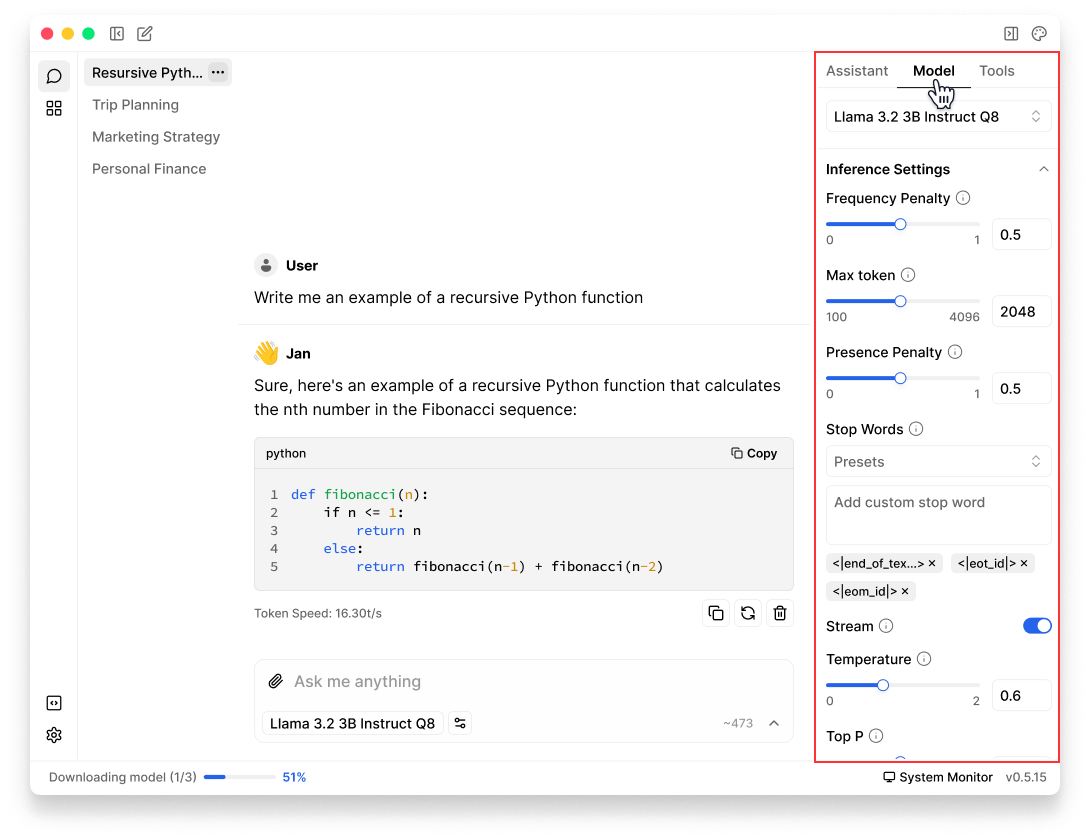 Resursive Pyth... ···
Trip Planning
Marketing Strategy
Personal Finance
User
Write me an example of a recursive Python function
Jan
Sure, here's an example of a recursive Python function that calculates
the nth number in the Fibonacci sequence:
python Copy
1 def fibonacci(n):
2     if n <= 1:
3         return n
4     else:
5         return fibonacci(n-1) + fibonacci(n-2)
Token Speed: 16.30t/s
Ask me anything
Llama 3.2 3B Instruct Q8 ~473
Assistant Model Tools
Llama 3.2 3B Instruct Q8
Inference Settings
Frequency Penalty
0 1 0.5
Max token
100 4096 2048
Presence Penalty
0 1 0.5
Stop Words
Presets
Add custom stop word
<|end_of_tex...> × <|eot_id|> ×
<|eom_id|> ×
Stream
Temperature
0 2 0.6
Top P
Downloading model (1/3) 51% System Monitor v0.5.15